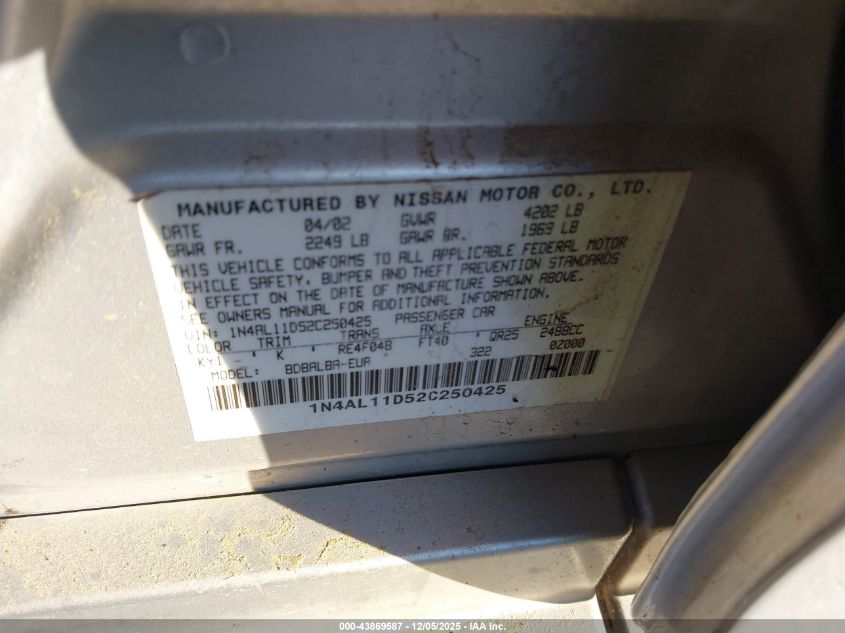 MANUFACTURED BY NISSAN MOTOR CO., LTD.
DATE 04/02 GVWR 4202 LB
GAWR FR. 2249 LB GAWR RR. 1969 LB
THIS VEHICLE CONFORMS TO ALL APPLICABLE FEDERAL MOTOR
VEHICLE SAFETY, BUMPER AND THEFT PREVENTION STANDARDS
IN EFFECT ON THE DATE OF MANUFACTURE SHOWN ABOVE.
SEE OWNERS MANUAL FOR ADDITIONAL INFORMATION.
VIN: 1N4AL11D52C250425 PASSENGER CAR
COLOR TRIM TRANS AXLE ENGINE
KY1 K RE4F04B FT40 QR25 2488CC
MODEL: BDBALBA-EUA 322 0Z000
1N4AL11D52C250425
000-43869587 - 12/05/2025 - IAA Inc.